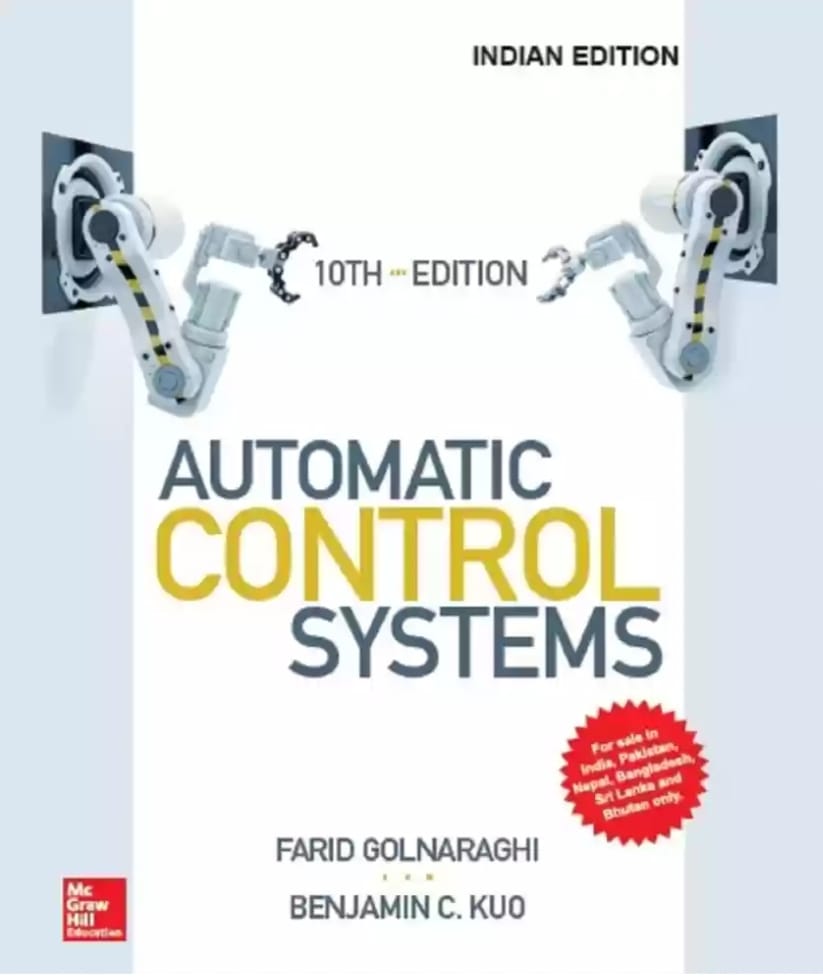 INDIAN EDITION
10TH EDITION
AUTOMATIC
CONTROL
SYSTEMS
For sale in
India, Pakistan,
Nepal, Bangladesh,
Sri Lanka and
Bhutan only.
FARID GOLNARAGHI
BENJAMIN C. KUO
Mc
Graw
Hill
Education